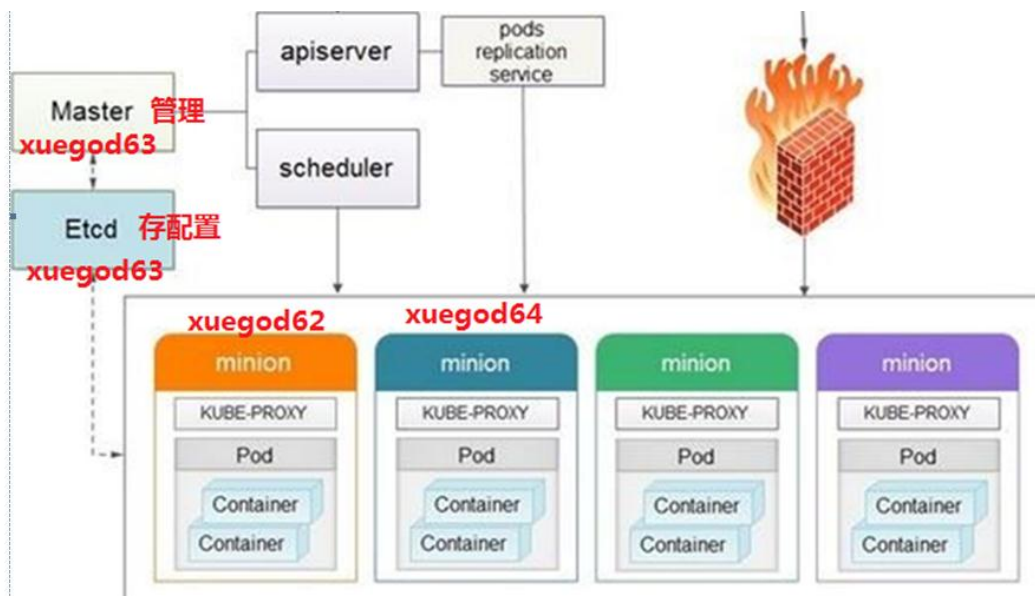 apiserver
pods
replication
service
Master 管理
xuegod63
scheduler
Etcd 存配置
xuegod63
xuegod62
xuegod64
minion
minion
minion
minion
KUBE-PROXY
KUBE-PROXY
KUBE-PROXY
KUBE-PROXY
Pod
Pod
Pod
Pod
Container
Container
Container
Container
Container
Container
Container
Container